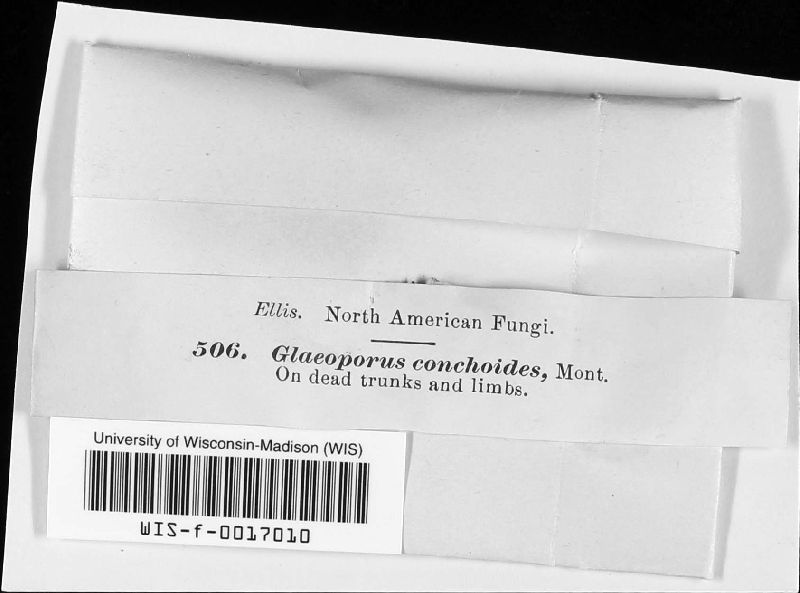 Ellis. North American Fungi.
506. Glaeoporus conchoides, Mont.
On dead trunks and limbs.
University of Wisconsin-Madison (WIS)
WIS-f-0017010